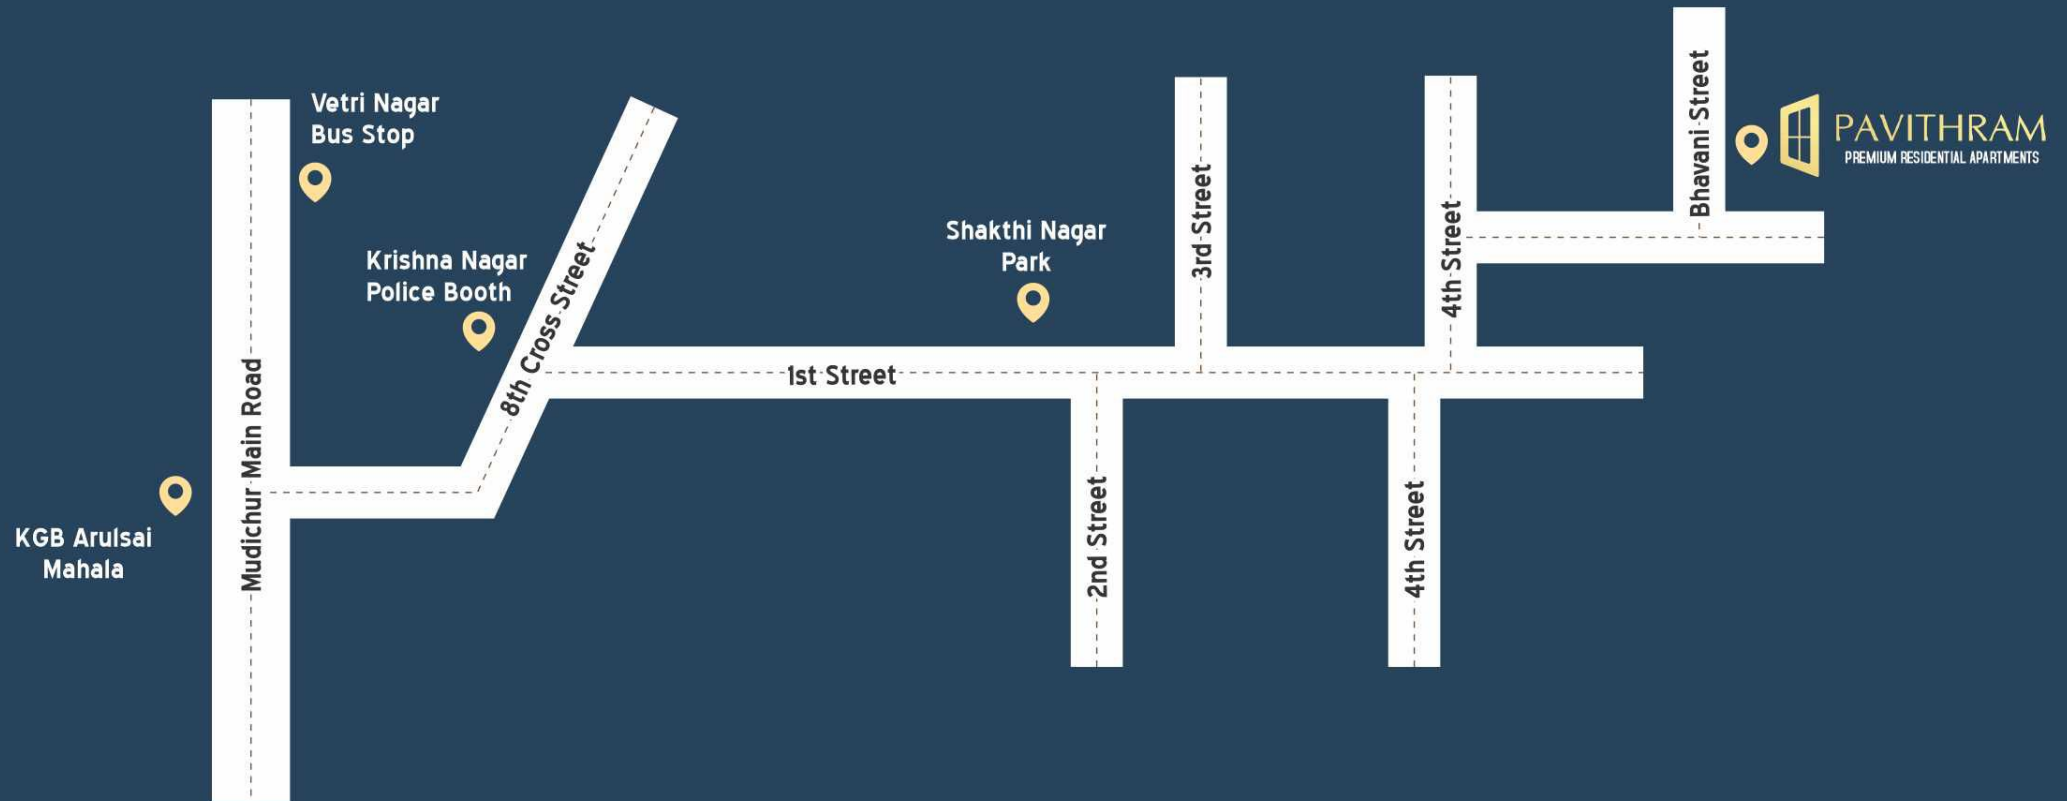 Vetri Nagar
Bus Stop
Krishna Nagar
Police Booth
KGB Arulsai
Mahala
Mudichur Main Road
8th Cross Street
1st Street
Shakthi Nagar
Park
2nd Street
3rd Street
4th Street
4th Street
Bhavani Street
PAVITHRAM
PREMIUM RESIDENTIAL APARTMENTS